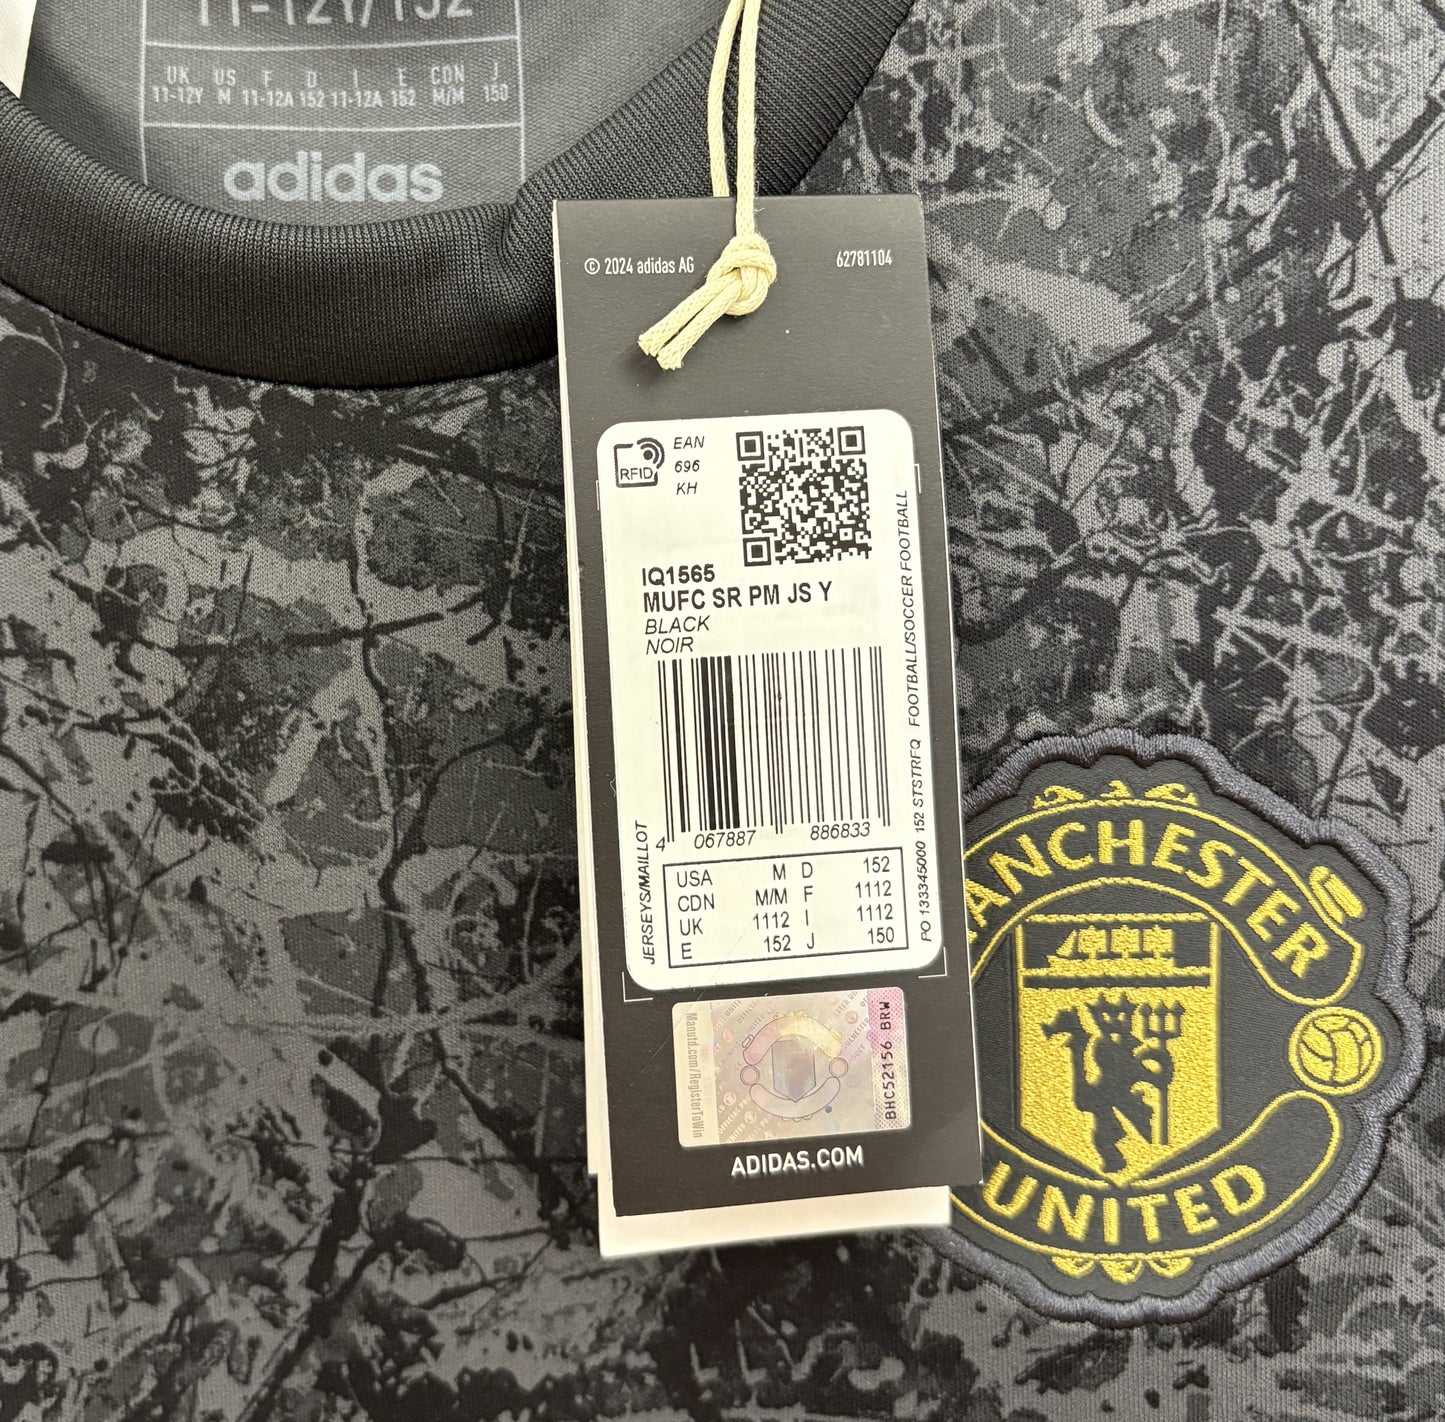 11-12Y/152
UK US F D I E CDN J
11-12Y M 11-12A 152 11-12A 152 M/M 150
adidas
© 2024 adidas AG
62781104
RFID
EAN
696
KH
IQ1565
MUFC SR PM JS Y
BLACK
NOIR
4 067887 886833
USA M D 152
CDN M/M F 1112
UK 1112 I 1112
E 152 J 150
JERSEYS/MAILLOT
PO 133345000 152 STSTRFQ FOOTBALL/SOCCER FOOTBALL
Manutd.com/RegisterToWin
BHC52156 BRW
ADIDAS.COM
MANCHESTER
UNITED